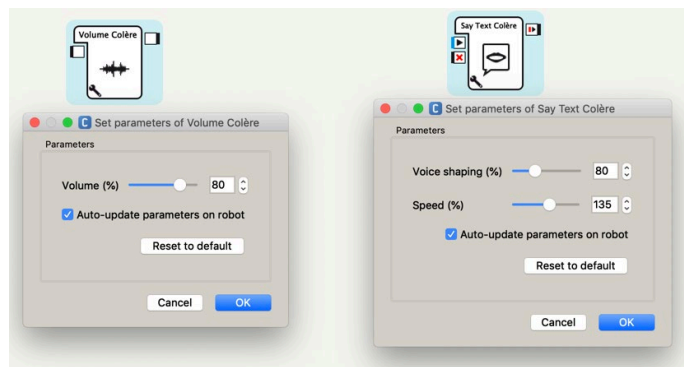 Volume Colère
Say Text Colère
C Set parameters of Volume Colère
Parameters
Volume (%)
80
Auto-update parameters on robot
Reset to default
Cancel
OK
C Set parameters of Say Text Colère
Parameters
Voice shaping (%)
80
Speed (%)
135
Auto-update parameters on robot
Reset to default
Cancel
OK